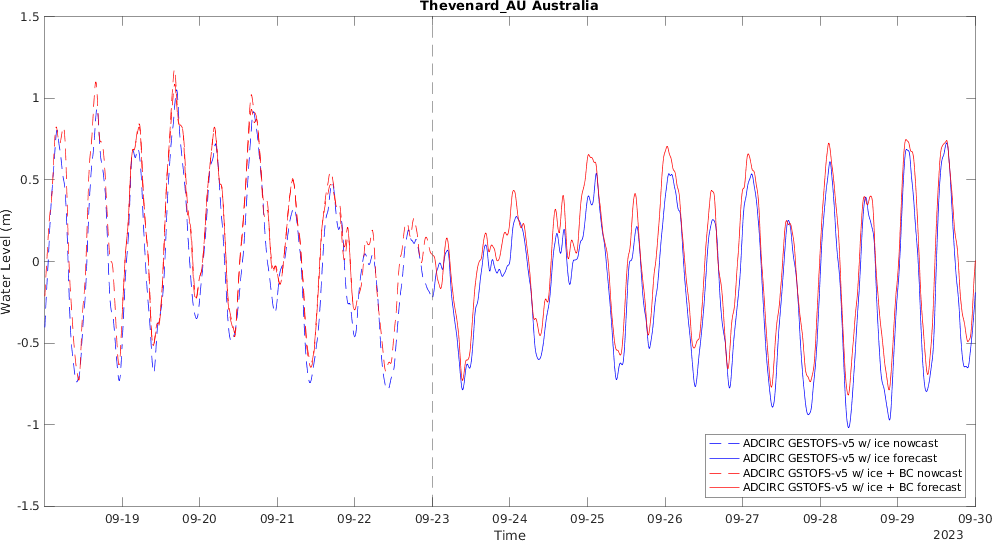 Thevenard_AU Australia
1.5
1
0.5
0
-0.5
-1
-1.5
Water Level (m)
ADCIRC GESTOFS-v5 w/ ice nowcast
ADCIRC GESTOFS-v5 w/ ice forecast
ADCIRC GSTOFS-v5 w/ ice + BC nowcast
ADCIRC GSTOFS-v5 w/ ice + BC forecast
09-19 09-20 09-21 09-22 09-23 09-24 09-25 09-26 09-27 09-28 09-29 09-30
Time
2023